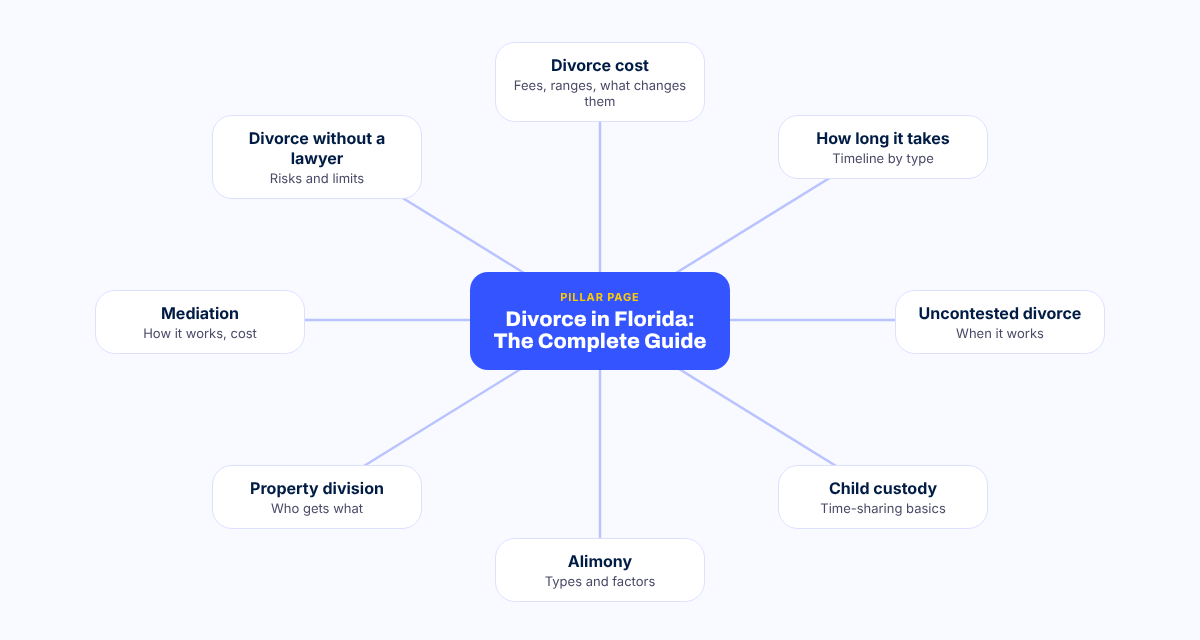 Divorce cost
Fees, ranges, what changes
them
Divorce without a
lawyer
Risks and limits
How long it takes
Timeline by type
PILLAR PAGE
Divorce in Florida:
The Complete Guide
Mediation
How it works, cost
Uncontested divorce
When it works
Property division
Who gets what
Child custody
Time-sharing basics
Alimony
Types and factors